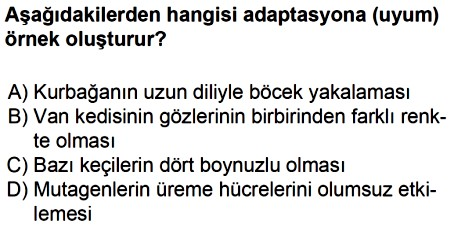 Aşağıdakilerden hangisi adaptasyona (uyum)
örnek oluşturur?
A) Kurbağanın uzun diliyle böcek yakalaması
B) Van kedisinin gözlerinin birbirinden farklı renk-
te olması
C) Bazı keçilerin dört boynuzlu olması
D) Mutagenlerin üreme hücrelerini olumsuz etki-
lemesi